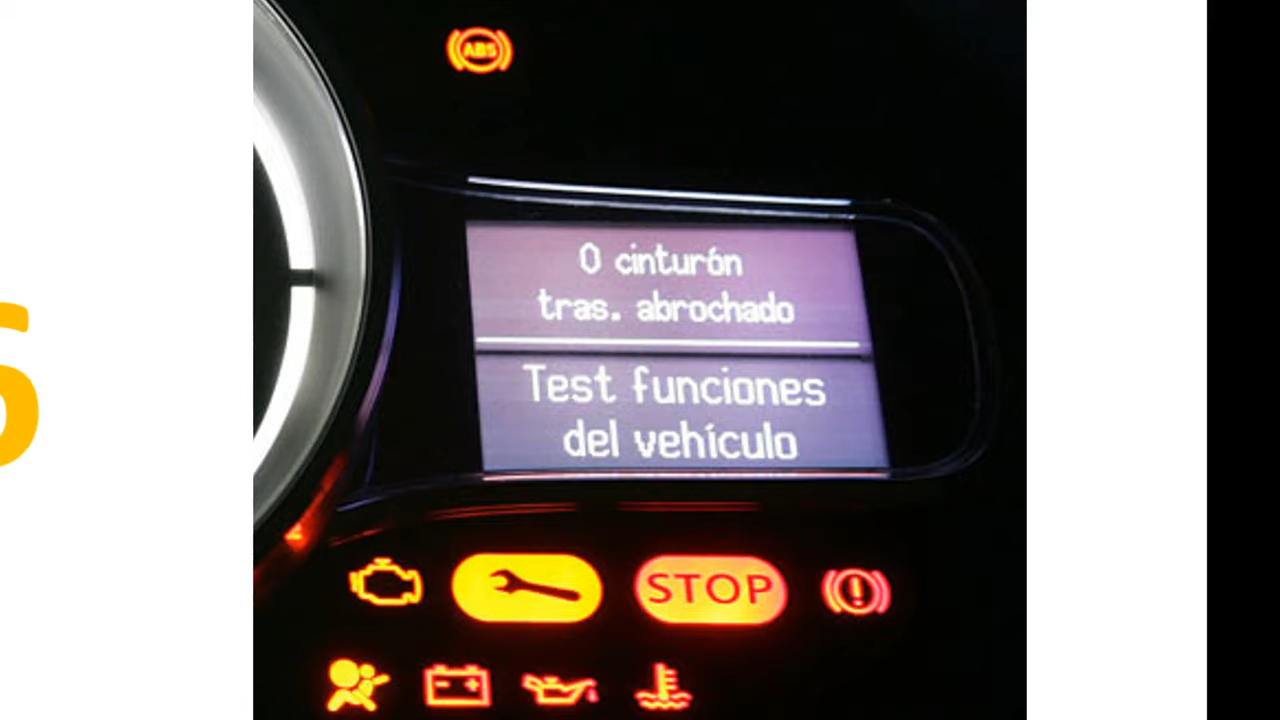 ABS
0 cinturón
tras. abrochado
Test funciones
del vehículo
STOP